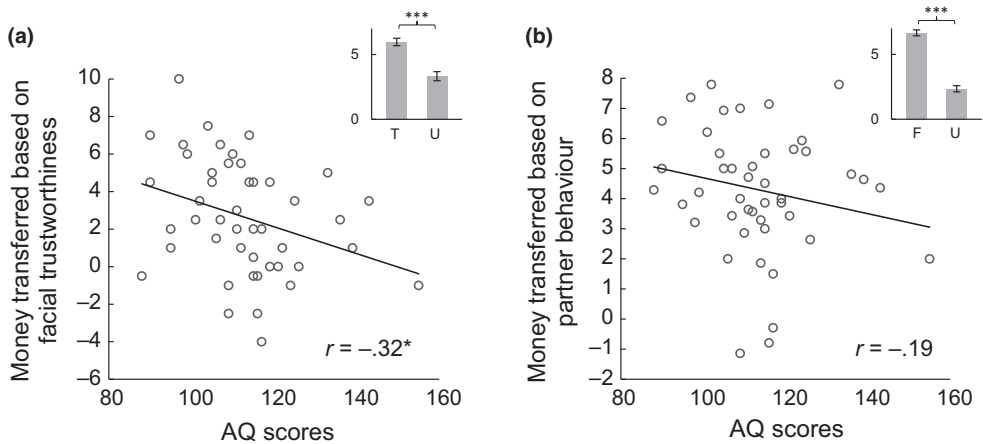 (a)
Money transferred based on
facial trustworthiness
10
8
6
4
2
0
–2
–4
–6
80 100 120 140 160
AQ scores
r = –.32*
***
5
0
T U
(b)
Money transferred based on
partner behaviour
8
7
6
5
4
3
2
1
0
–1
–2
80 100 120 140 160
AQ scores
r = –.19
***
5
0
F U